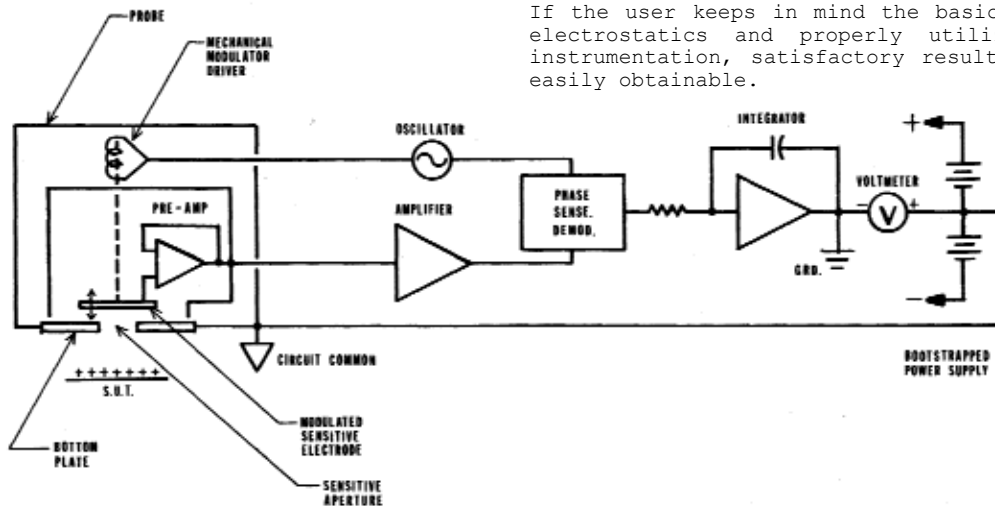 If the user keeps in mind the basic
electrostatics and properly utili
instrumentation, satisfactory result
easily obtainable.
PROBE
MECHANICAL
MODULATOR
DRIVER
OSCILLATOR
INTEGRATOR
+
PRE-AMP
AMPLIFIER
PHASE
SENSE.
DEMOD.
VOLTMETER
- V +
GRD.
-
+++++++
S.U.T.
CIRCUIT COMMON
BOOTSTRAPPED
POWER SUPPLY
MODULATED
SENSITIVE
ELECTRODE
BOTTOM
PLATE
SENSITIVE
APERTURE